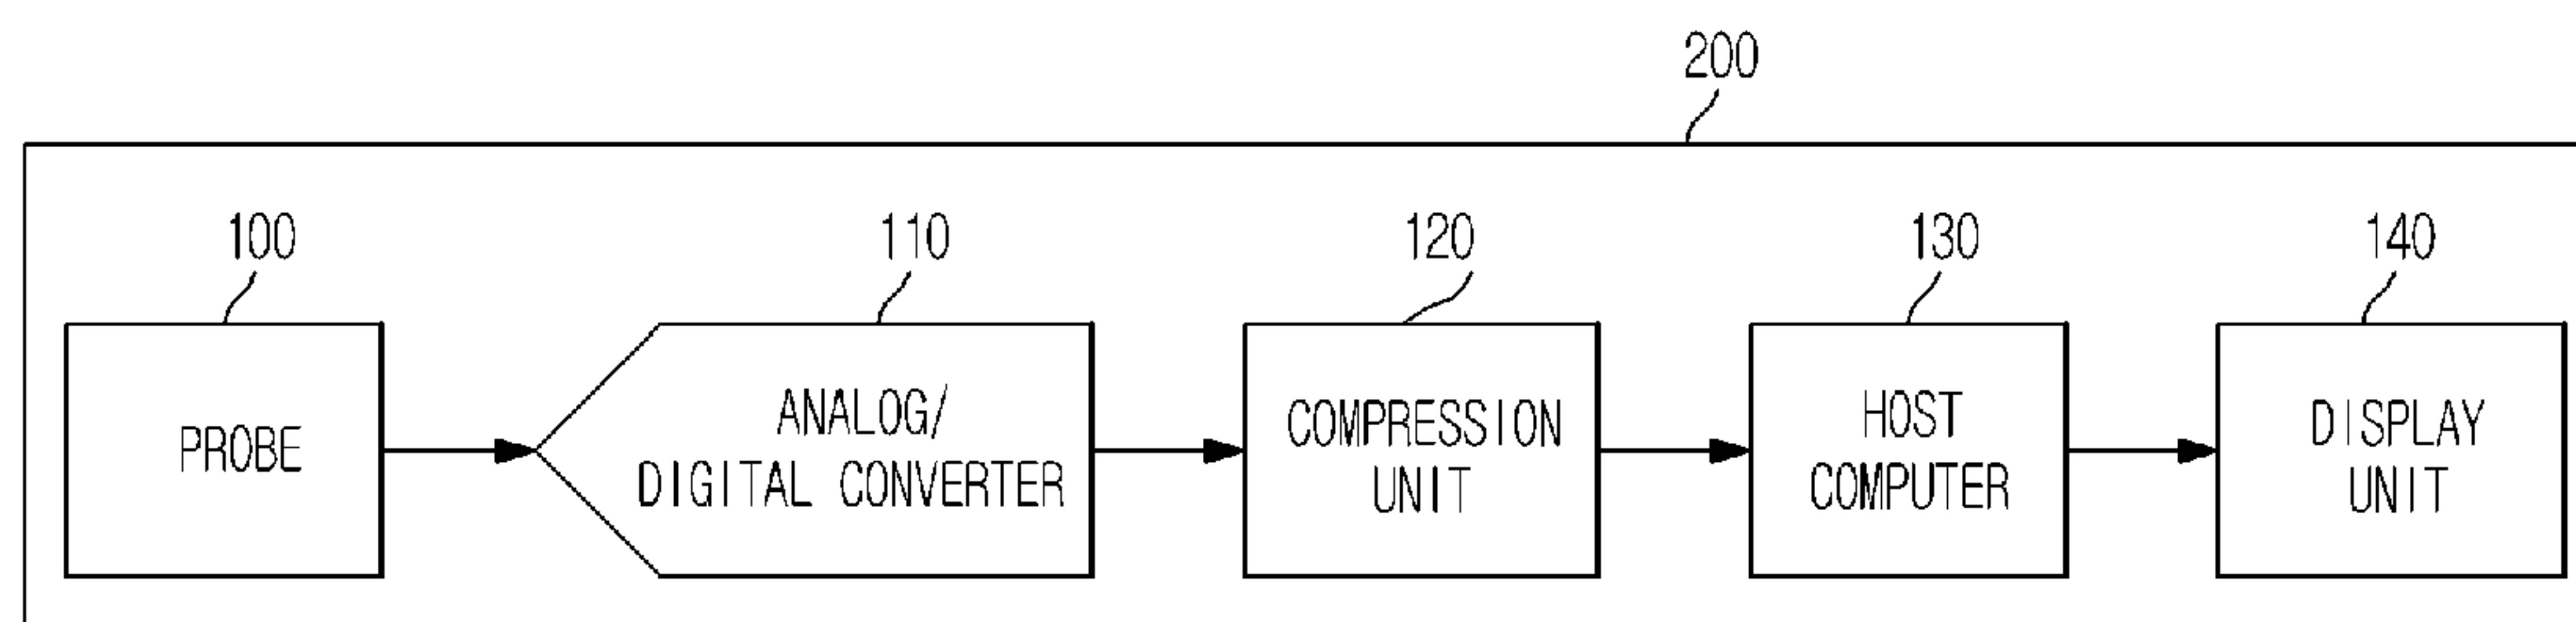 200
100
110
120
130
140
PROBE
ANALOG/
DIGITAL CONVERTER
COMPRESSION
UNIT
HOST
COMPUTER
DISPLAY
UNIT